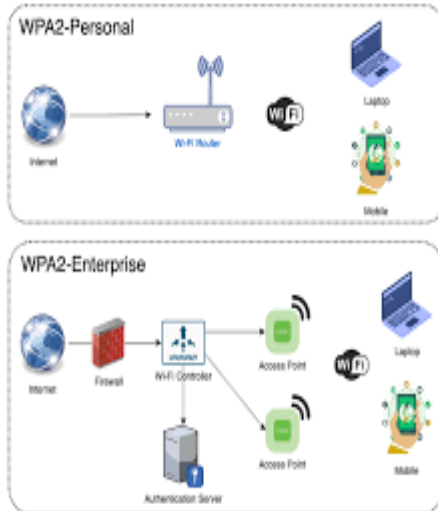 WPA2-Personal
Internet
Wi-Fi Router
Wi Fi
Laptop
Mobile
WPA2-Enterprise
Internet
Firewall
Wi-Fi Controller
Access Point
Access Point
Authentication Server
Wi Fi
Laptop
Mobile